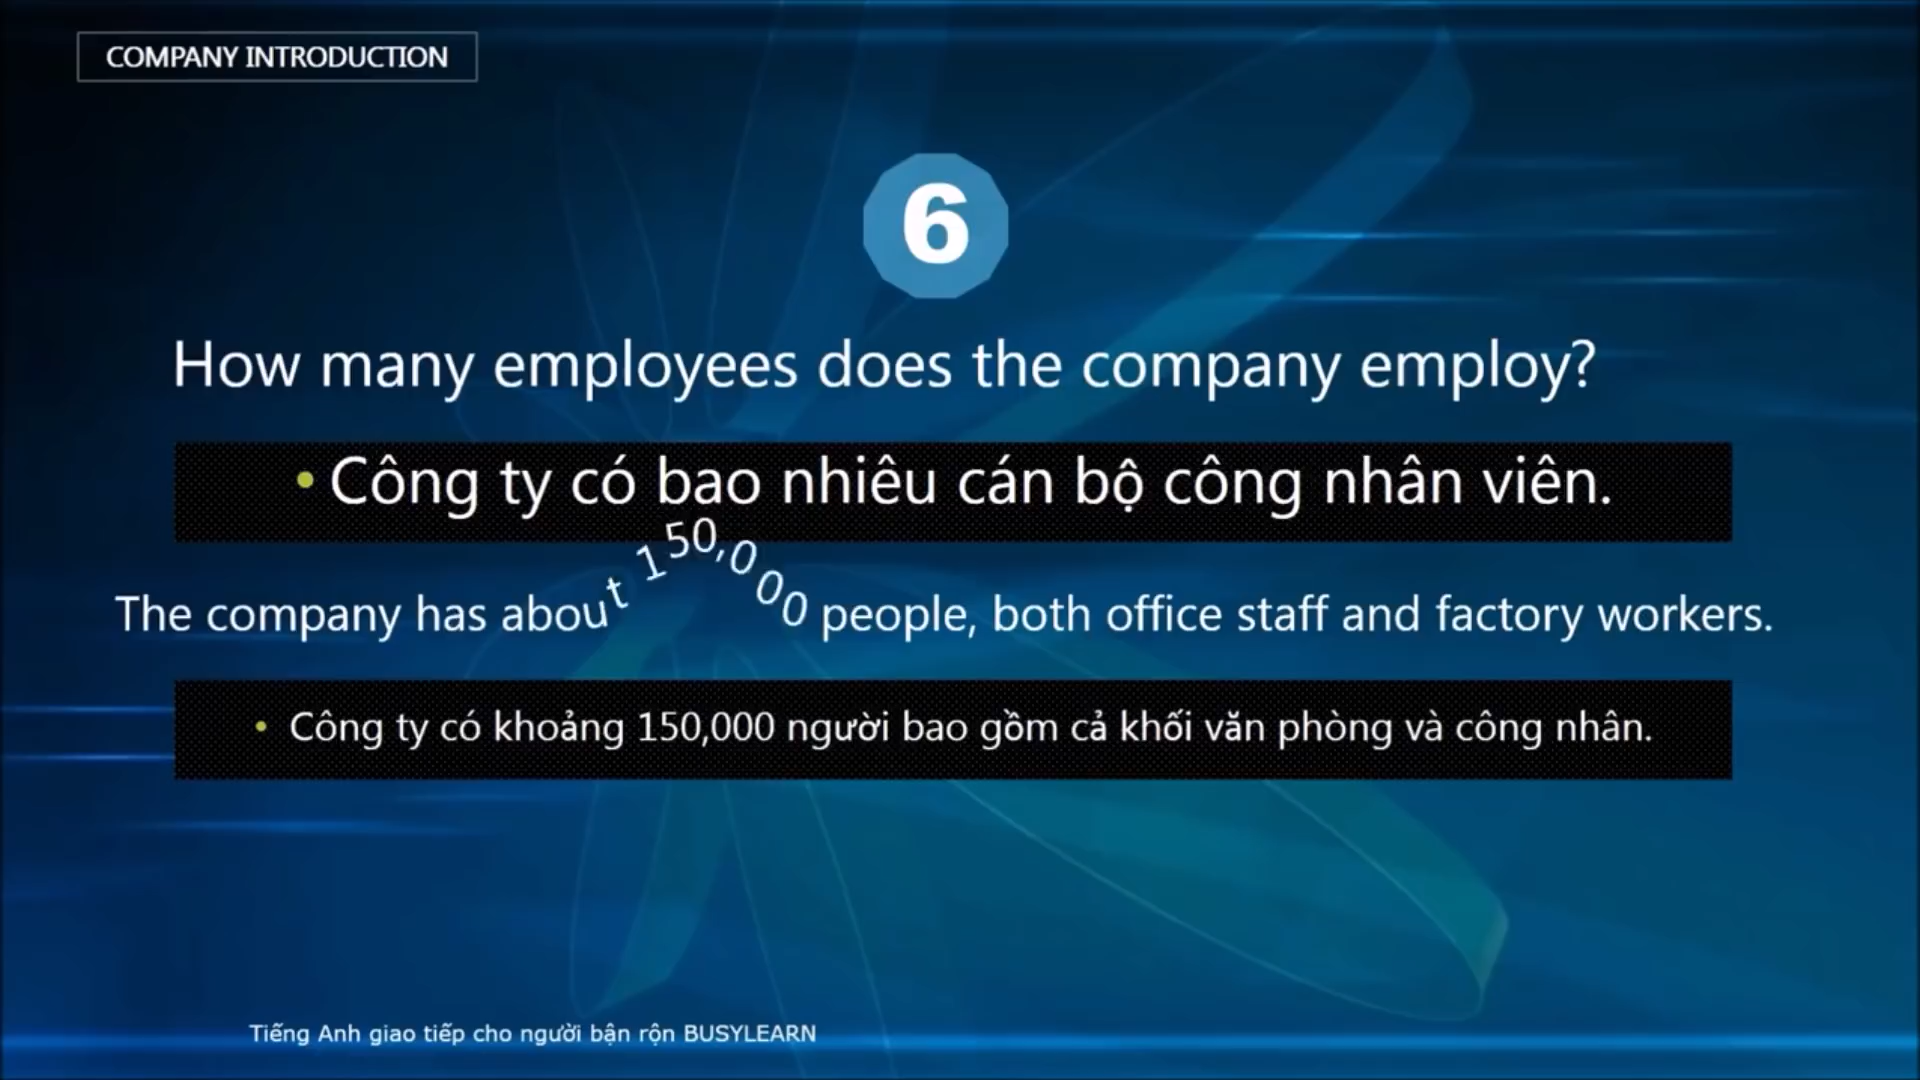 COMPANY INTRODUCTION
6
How many employees does the company employ?
• Công ty có bao nhiêu cán bộ công nhân viên.
The company has about 150,000 people, both office staff and factory workers.
• Công ty có khoảng 150,000 người bao gồm cả khối văn phòng và công nhân.
Tiếng Anh giao tiếp cho người bận rộn BUSYLEARN